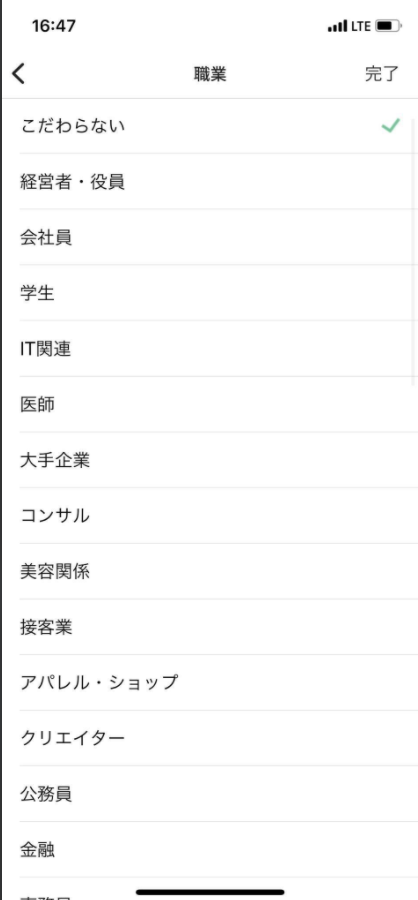 16:47
LTE
職業
完了
こだわらない
経営者・役員
会社員
学生
IT関連
医師
大手企業
コンサル
美容関係
接客業
アパレル・ショップ
クリエイター
公務員
金融